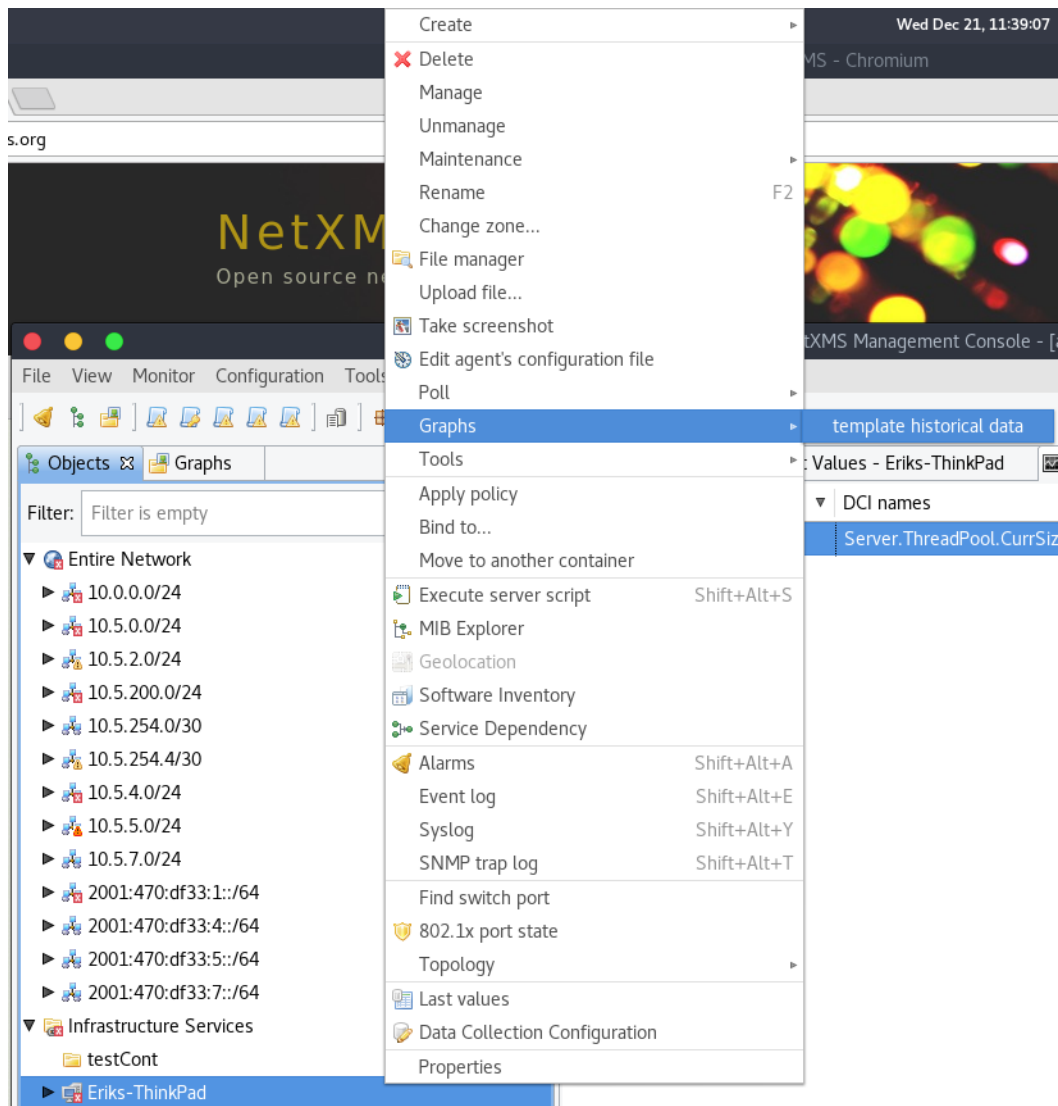 Wed Dec 21, 11:39:07
MS - Chromium
s.org
NetXM
Open source ne
tXMS Management Console - [a
File View Monitor Configuration Tools
Objects Graphs
Filter: Filter is empty
Entire Network
10.0.0.0/24
10.5.0.0/24
10.5.2.0/24
10.5.200.0/24
10.5.254.0/30
10.5.254.4/30
10.5.4.0/24
10.5.5.0/24
10.5.7.0/24
2001:470:df33:1::/64
2001:470:df33:4::/64
2001:470:df33:5::/64
2001:470:df33:7::/64
Infrastructure Services
testCont
Eriks-ThinkPad
Create
Delete
Manage
Unmanage
Maintenance
Rename F2
Change zone...
File manager
Upload file...
Take screenshot
Edit agent's configuration file
Poll
Graphs
Tools
Apply policy
Bind to...
Move to another container
Execute server script Shift+Alt+S
MIB Explorer
Geolocation
Software Inventory
Service Dependency
Alarms Shift+Alt+A
Event log Shift+Alt+E
Syslog Shift+Alt+Y
SNMP trap log Shift+Alt+T
Find switch port
802.1x port state
Topology
Last values
Data Collection Configuration
Properties
template historical data
t Values - Eriks-ThinkPad
DCI names
Server.ThreadPool.CurrSiz